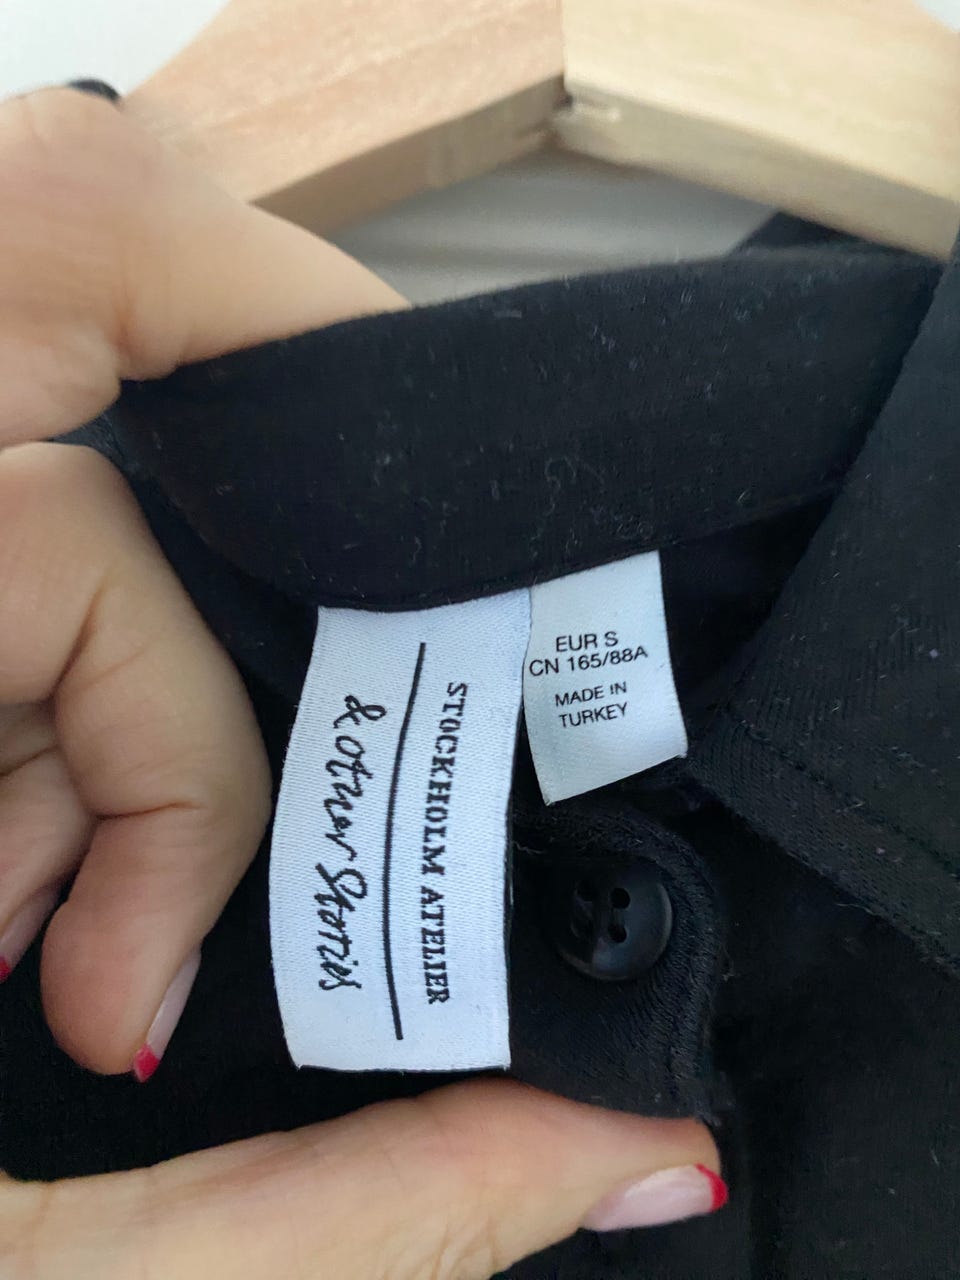 & Other Stories
STOCKHOLM ATELIER
EUR S
CN 165/88A
MADE IN
TURKEY